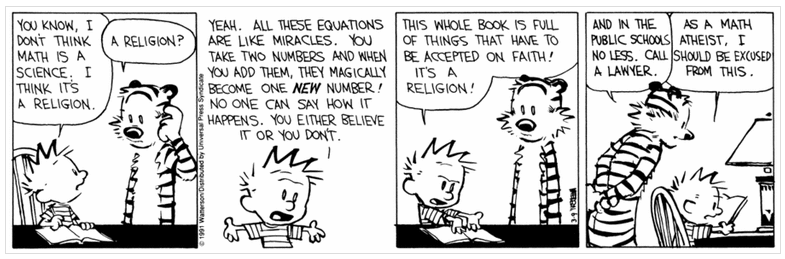 YOU KNOW, I
DON'T THINK
MATH IS A
SCIENCE. I
THINK IT'S
A RELIGION.
A RELIGION?
© 1991 Watterson/Distributed by Universal Press Syndicate
YEAH. ALL THESE EQUATIONS
ARE LIKE MIRACLES. YOU
TAKE TWO NUMBERS AND WHEN
YOU ADD THEM, THEY MAGICALLY
BECOME ONE NEW NUMBER!
NO ONE CAN SAY HOW IT
HAPPENS. YOU EITHER BELIEVE
IT OR YOU DON'T.
THIS WHOLE BOOK IS FULL
OF THINGS THAT HAVE TO
BE ACCEPTED ON FAITH!
IT'S A
RELIGION!
3-6
AND IN THE
PUBLIC SCHOOLS
NO LESS. CALL
A LAWYER.
AS A MATH
ATHEIST, I
SHOULD BE EXCUSED
FROM THIS.